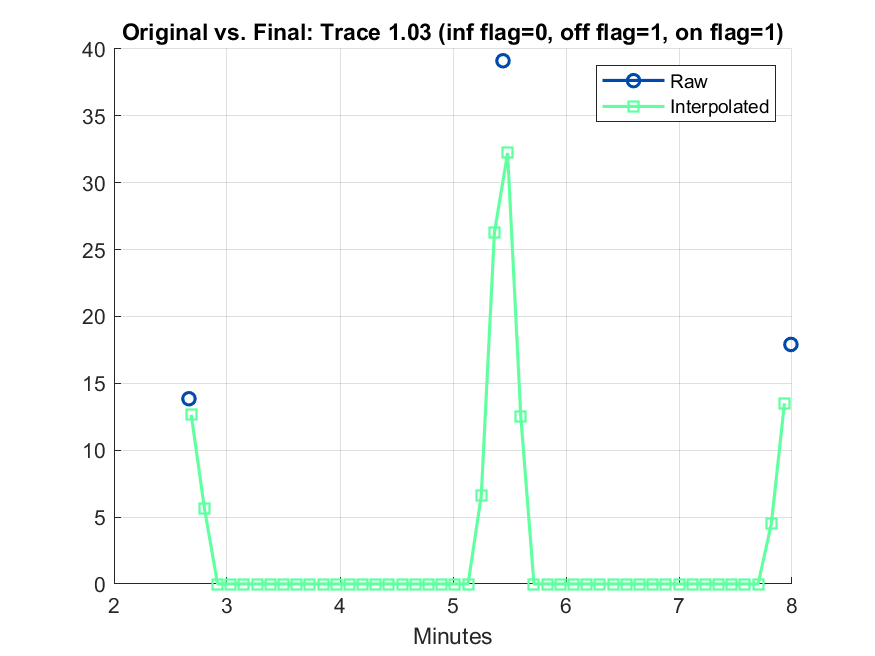 Original vs. Final: Trace 1.03 (inf flag=0, off flag=1, on flag=1)
40
35
30
25
20
15
10
5
0
Raw
Interpolated
2 3 4 5 6 7 8
Minutes